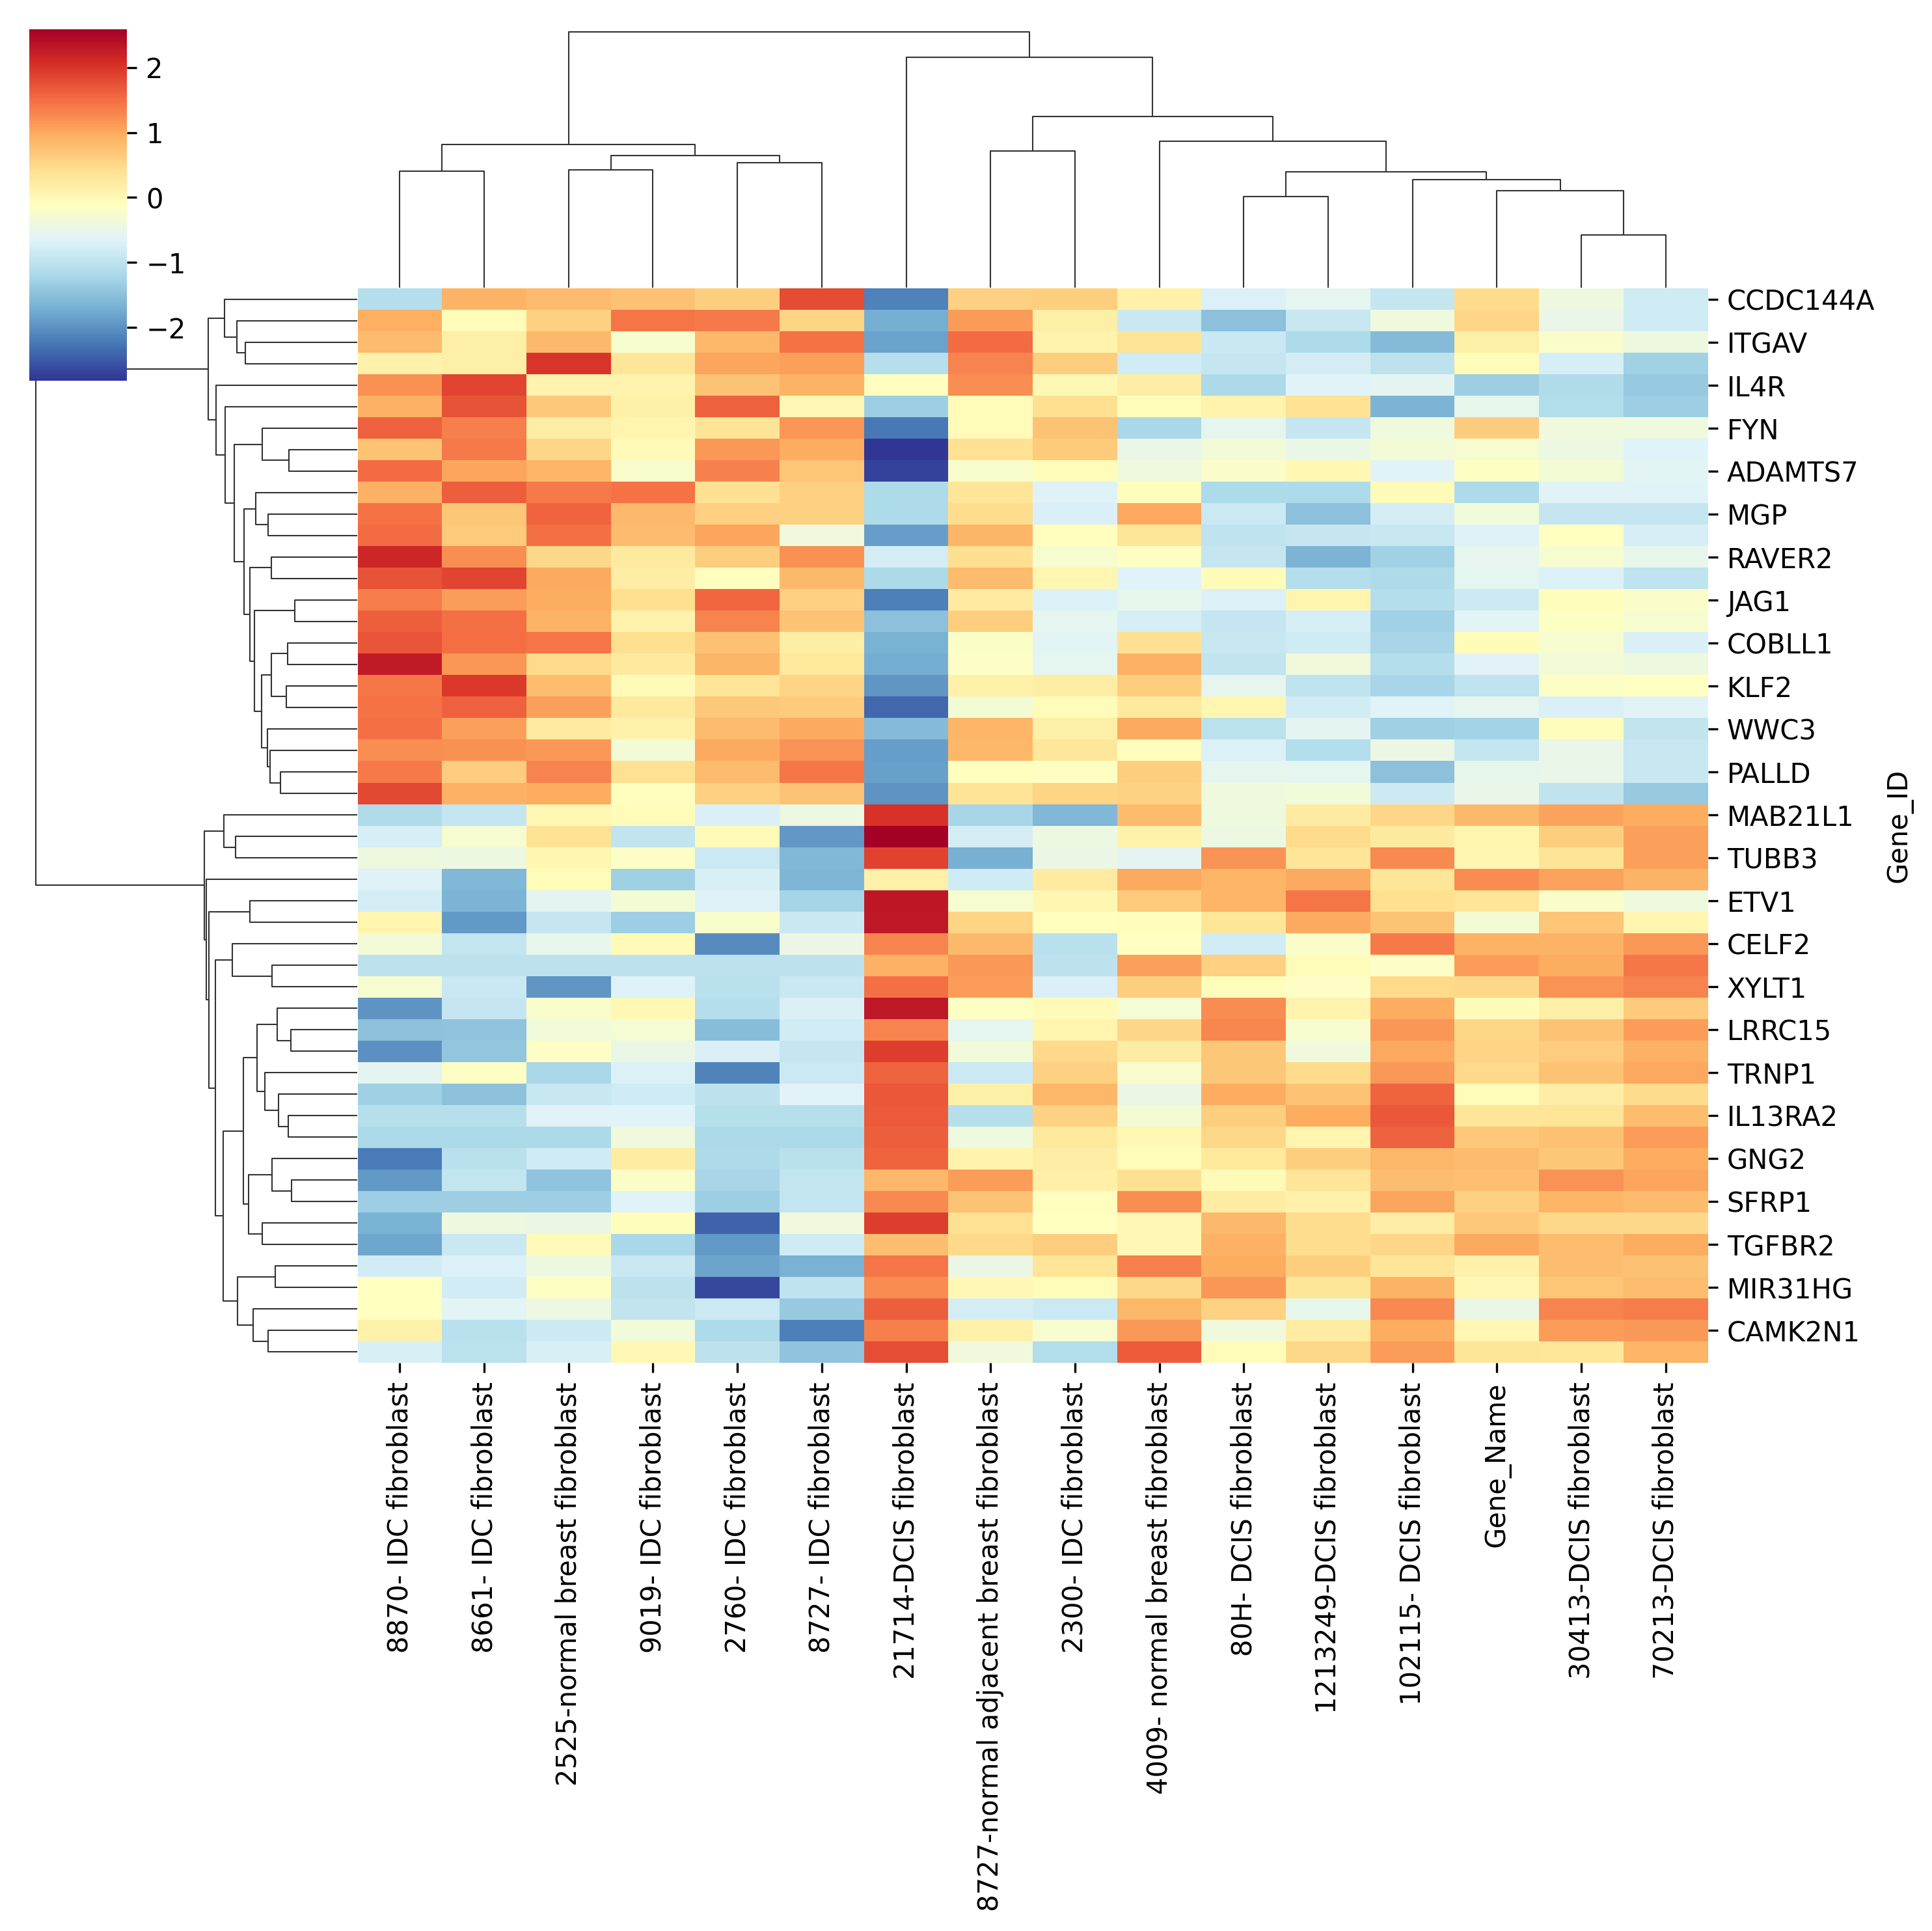 2
1
0
−1
−2
CCDC144A
ITGAV
IL4R
FYN
ADAMTS7
MGP
RAVER2
JAG1
COBLL1
KLF2
WWC3
PALLD
MAB21L1
TUBB3
ETV1
CELF2
XYLT1
LRRC15
TRNP1
IL13RA2
GNG2
SFRP1
TGFBR2
MIR31HG
CAMK2N1
Gene_ID
8870- IDC fibroblast
8661- IDC fibroblast
2525-normal breast fibroblast
9019- IDC fibroblast
2760- IDC fibroblast
8727- IDC fibroblast
21714-DCIS fibroblast
8727-normal adjacent breast fibroblast
2300- IDC fibroblast
4009- normal breast fibroblast
80H- DCIS fibroblast
1213249-DCIS fibroblast
102115- DCIS fibroblast
Gene_Name
30413-DCIS fibroblast
70213-DCIS fibroblast